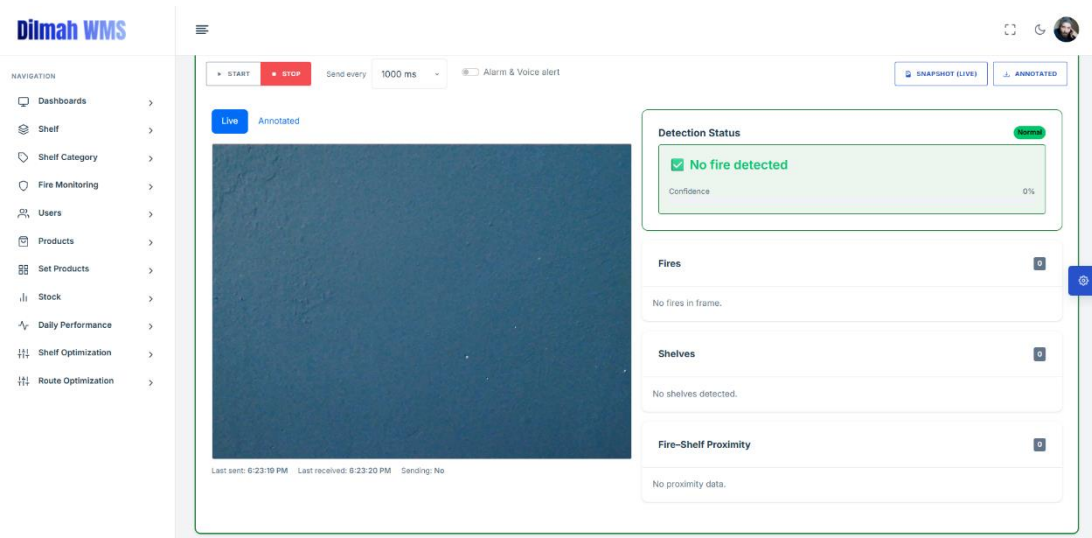 Dilmah WMS
NAVIGATION
Dashboards
Shelf
Shelf Category
Fire Monitoring
Users
Products
Set Products
Stock
Daily Performance
Shelf Optimization
Route Optimization
START STOP Send every 1000 ms Alarm & Voice alert SNAPSHOT (LIVE) ANNOTATED
Live Annotated
Last sent: 6:23:19 PM Last received: 6:23:20 PM Sending: No
Detection Status Normal
No fire detected
Confidence 0%
Fires 0
No fires in frame.
Shelves 0
No shelves detected.
Fire–Shelf Proximity 0
No proximity data.